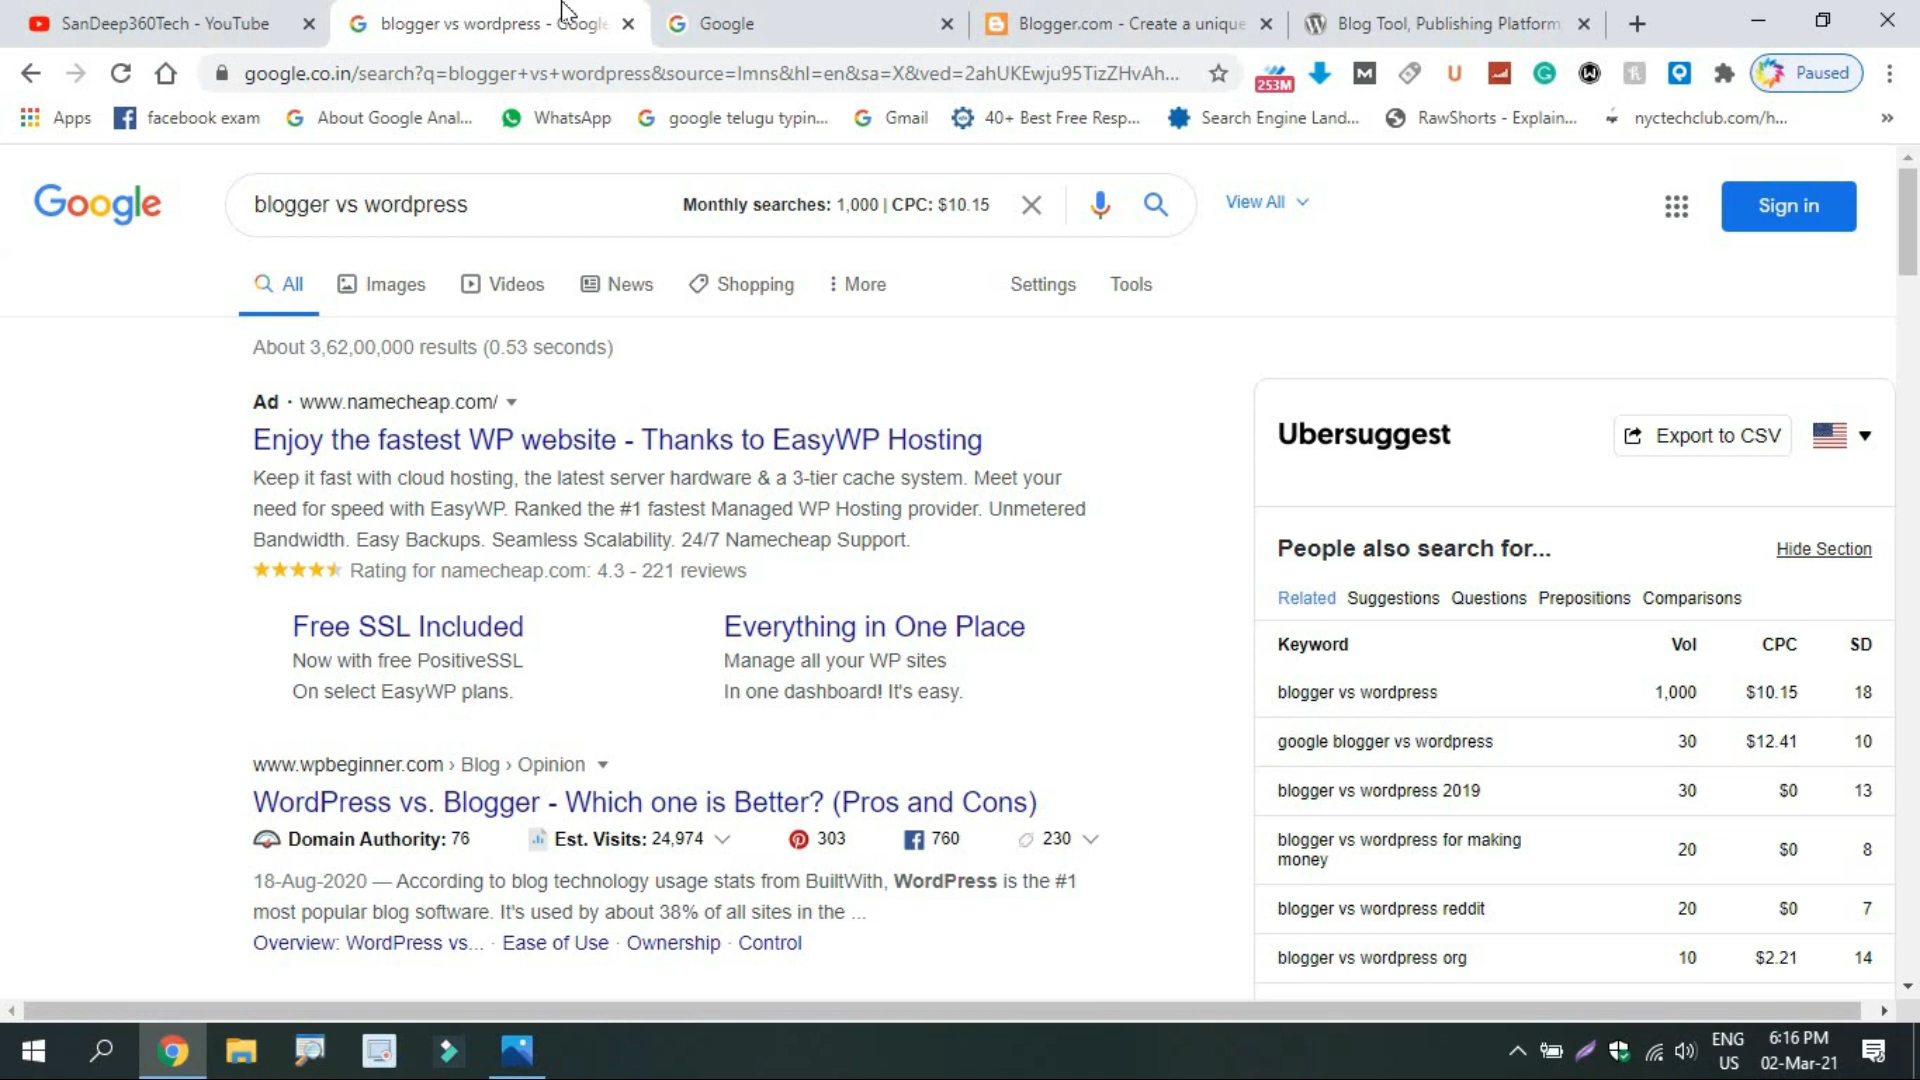 SanDeep360Tech - YouTube
blogger vs wordpress - Google
Google
Blogger.com - Create a unique
Blog Tool, Publishing Platform
google.co.in/search?q=blogger+vs+wordpress&source=lmns&hl=en&sa=X&ved=2ahUKEwju95TizZHvAh...
253M
Paused
Apps
facebook exam
About Google Anal...
WhatsApp
google telugu typin...
Gmail
40+ Best Free Resp...
Search Engine Land...
RawShorts - Explain...
nyctechclub.com/h...
Google
blogger vs wordpress
Monthly searches: 1,000 | CPC: $10.15
View All
Sign in
All
Images
Videos
News
Shopping
More
Settings
Tools
About 3,62,00,000 results (0.53 seconds)
Ad · www.namecheap.com/
Enjoy the fastest WP website - Thanks to EasyWP Hosting
Keep it fast with cloud hosting, the latest server hardware & a 3-tier cache system. Meet your
need for speed with EasyWP. Ranked the #1 fastest Managed WP Hosting provider. Unmetered
Bandwidth. Easy Backups. Seamless Scalability. 24/7 Namecheap Support.
Rating for namecheap.com: 4.3 - 221 reviews
Free SSL Included
Now with free PositiveSSL
On select EasyWP plans.
Everything in One Place
Manage all your WP sites
In one dashboard! It's easy.
www.wpbeginner.com › Blog › Opinion
WordPress vs. Blogger - Which one is Better? (Pros and Cons)
Domain Authority: 76
Est. Visits: 24,974
303
760
230
18-Aug-2020 — According to blog technology usage stats from BuiltWith, WordPress is the #1
most popular blog software. It's used by about 38% of all sites in the ...
Overview: WordPress vs... · Ease of Use · Ownership · Control
Ubersuggest
Export to CSV
People also search for...
Hide Section
Related Suggestions Questions Prepositions Comparisons
Keyword Vol CPC SD
blogger vs wordpress 1,000 $10.15 18
google blogger vs wordpress 30 $12.41 10
blogger vs wordpress 2019 30 $0 13
blogger vs wordpress for making
money 20 $0 8
blogger vs wordpress reddit 20 $0 7
blogger vs wordpress org 10 $2.21 14
ENG
US
6:16 PM
02-Mar-21